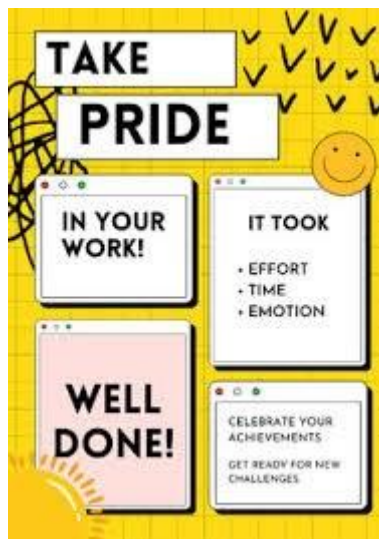 TAKE
PRIDE
IN YOUR
WORK!
IT TOOK
• EFFORT
• TIME
• EMOTION
WELL
DONE!
CELEBRATE YOUR
ACHIEVEMENTS
GET READY FOR NEW
CHALLENGES